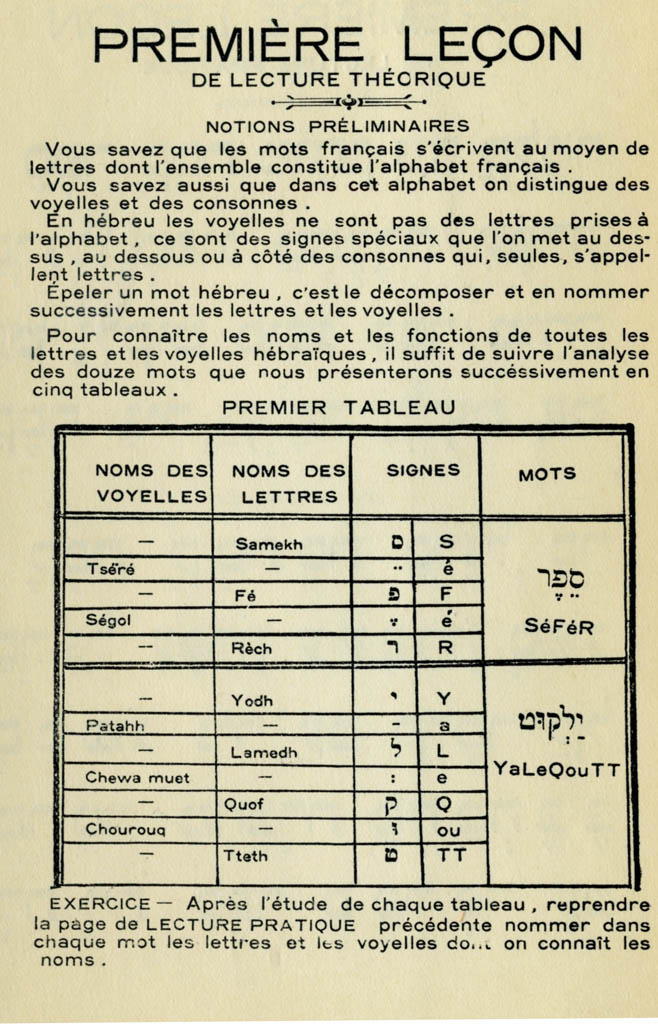 PREMIÈRE LEÇON
DE LECTURE THÉORIQUE
NOTIONS PRÉLIMINAIRES
Vous savez que les mots français s'écrivent au moyen de
lettres dont l'ensemble constitue l'alphabet français .
Vous savez aussi que dans cet alphabet on distingue des
voyelles et des consonnes .
En hébreu les voyelles ne sont pas des lettres prises à
l'alphabet , ce sont des signes spéciaux que l'on met au des-
sus , au dessous ou à côté des consonnes qui, seules, s'appel-
lent lettres .
Épeler un mot hébreu , c'est le décomposer et en nommer
successivement les lettres et les voyelles .
Pour connaître les noms et les fonctions de toutes les
lettres et les voyelles hébraïques , il suffit de suivre l'analyse
des douze mots que nous présenterons succéssivement en
cinq tableaux .
PREMIER TABLEAU
NOMS DES VOYELLES NOMS DES LETTRES SIGNES MOTS
— Samekh ס S
Tséré — ֵ é
— Fé פ F
Ségol — ֶ é
— Rèch ר R
סֵפֶר
SéFéR
— Yodh י Y
Patahh — ַ a
— Lamedh ל L
Chewa muet — ְ e
— Quof ק Q
Chourouq — וּ ou
— Tteth ט TT
יַלְקוּט
YaLeQouTT
EXERCICE — Après l'étude de chaque tableau , reprendre
la page de LECTURE PRATIQUE précédente nommer dans
chaque mot les lettres et les voyelles dont on connaît les
noms .